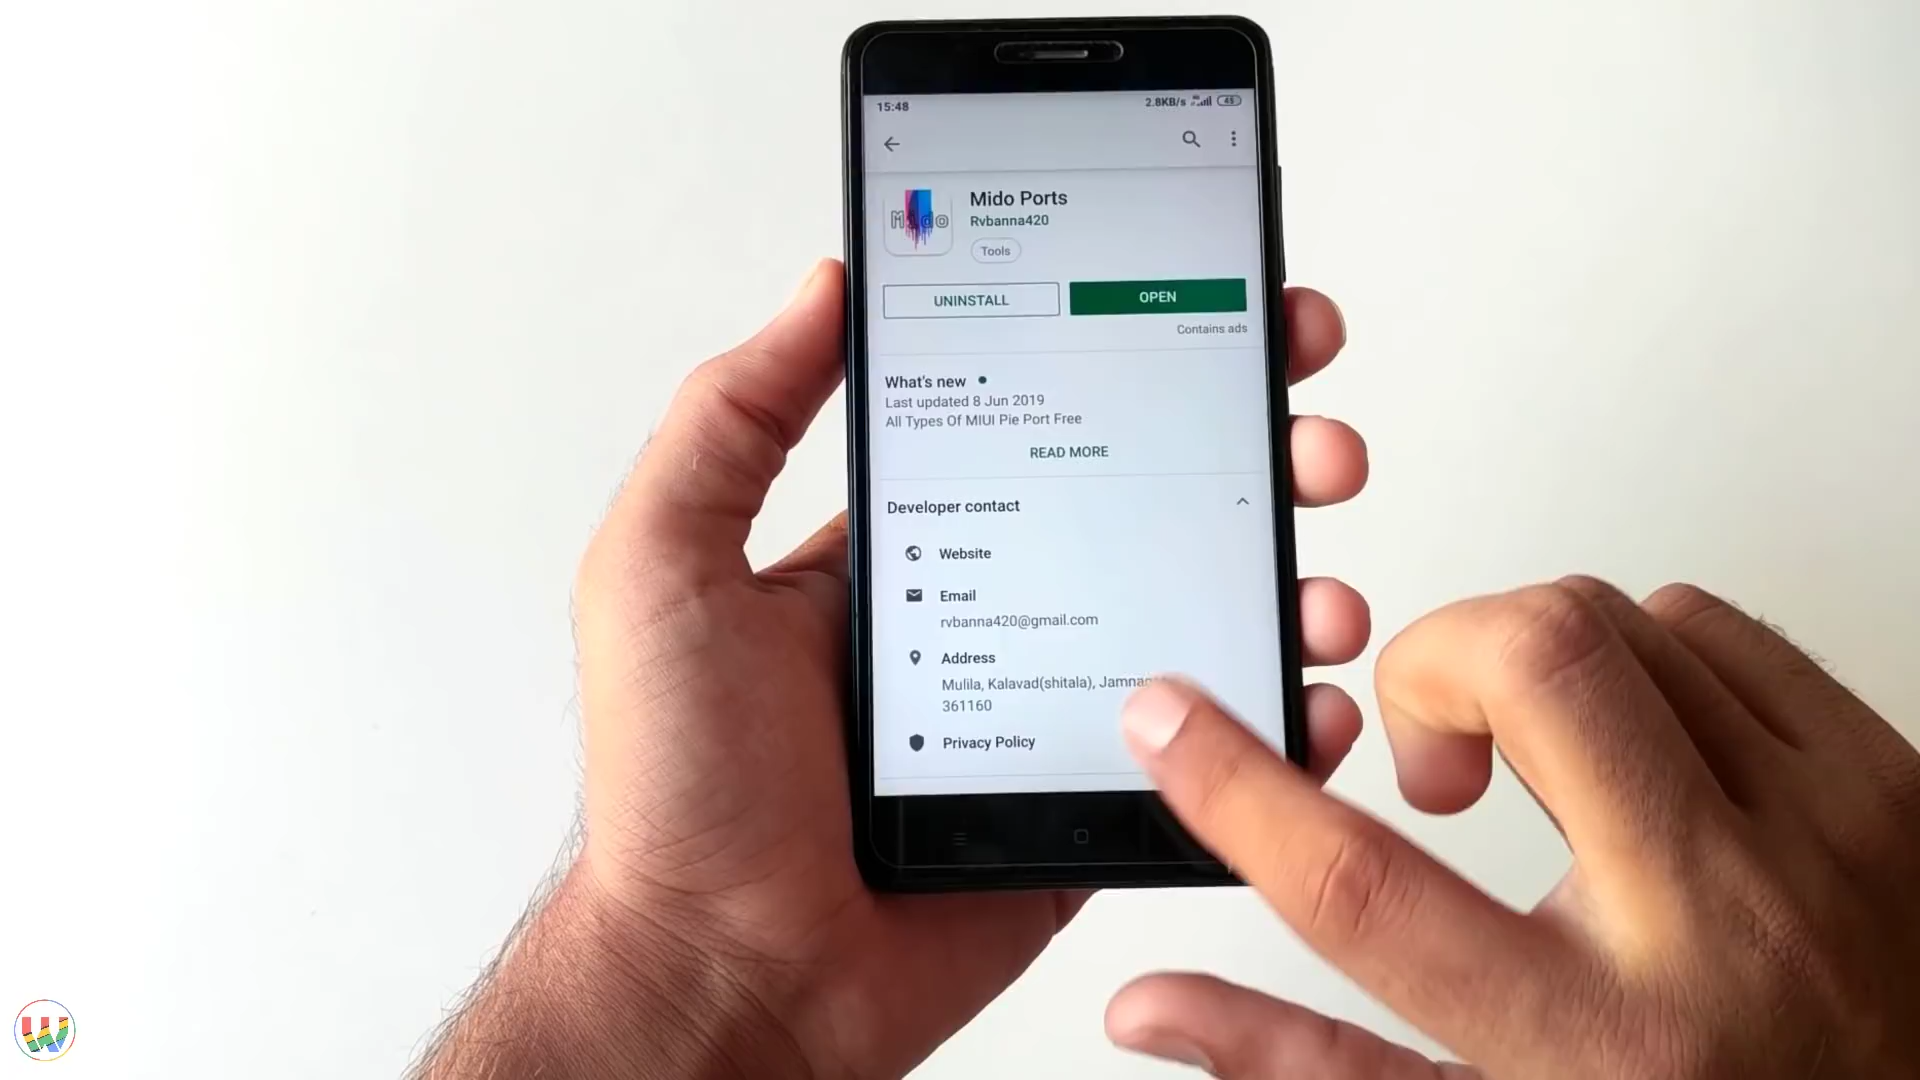 15:48
2.8KB/s
45
Mido
Mido Ports
Rvbanna420
Tools
UNINSTALL
OPEN
Contains ads
What's new
Last updated 8 Jun 2019
All Types Of MIUI Pie Port Free
READ MORE
Developer contact
Website
Email
rvbanna420@gmail.com
Address
Mulila, Kalavad(shitala),
361160
Privacy Policy
W